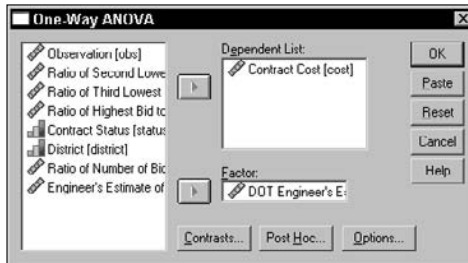 One-Way ANOVA
Observation [obs]
Ratio of Second Lowe
Ratio of Third Lowest
Ratio of Highest Bid to
Contract Status [status
District [district]
Ratio of Number of Bid
Engineer's Estimate of
Dependent List:
Contract Cost [cost]
Factor:
DOT Engineer's E
Contrasts...
Post Hoc...
Options...
OK
Paste
Reset
Cancel
Help